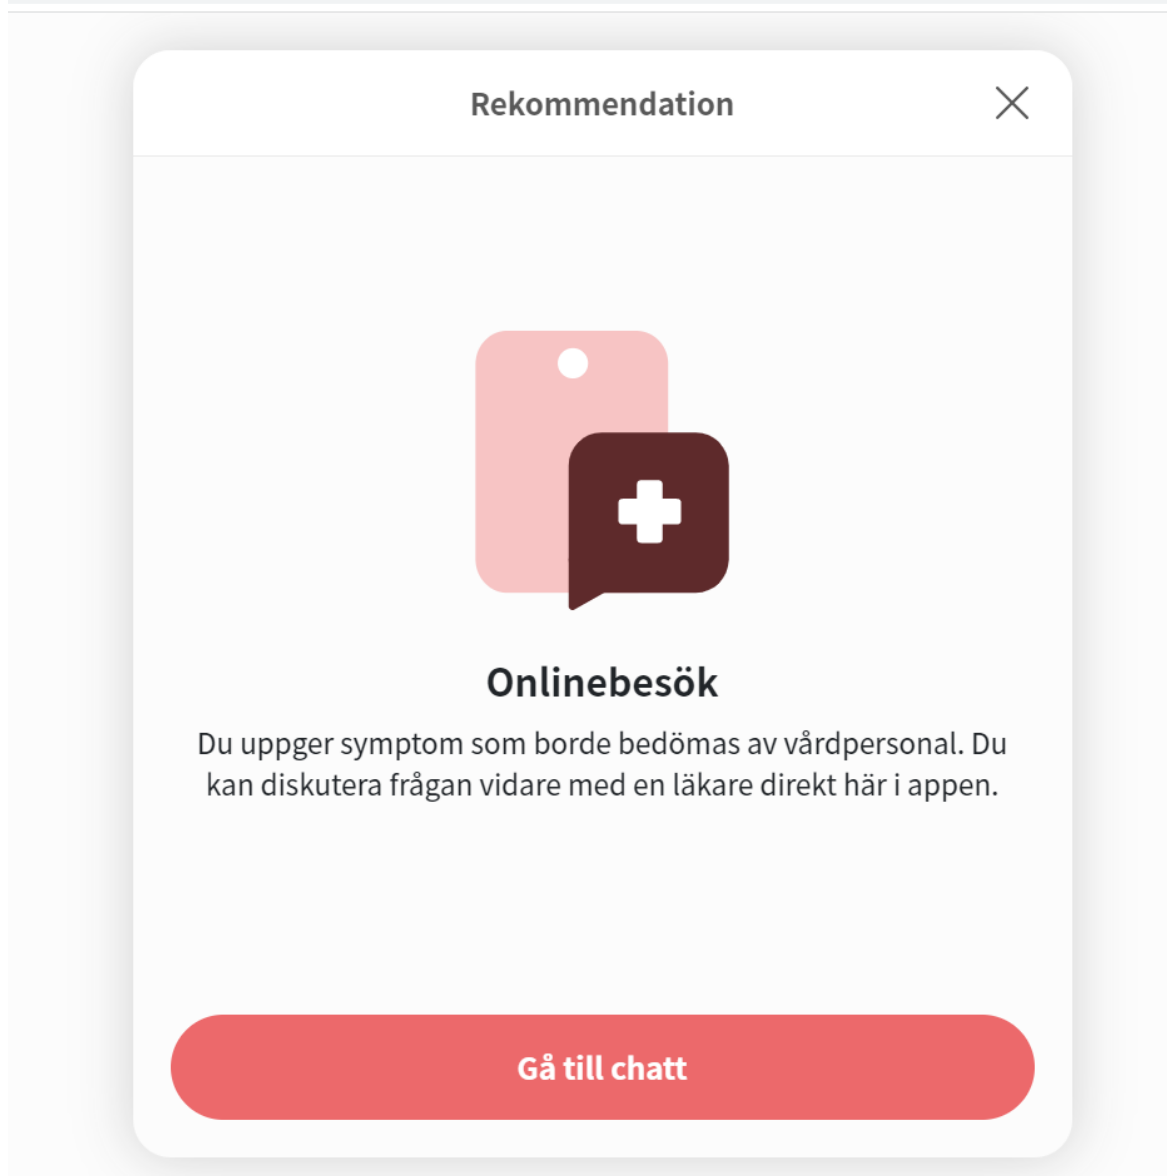 Rekommendation
Onlinebesök
Du uppger symptom som borde bedömas av vårdpersonal. Du
kan diskutera frågan vidare med en läkare direkt här i appen.
Gå till chatt